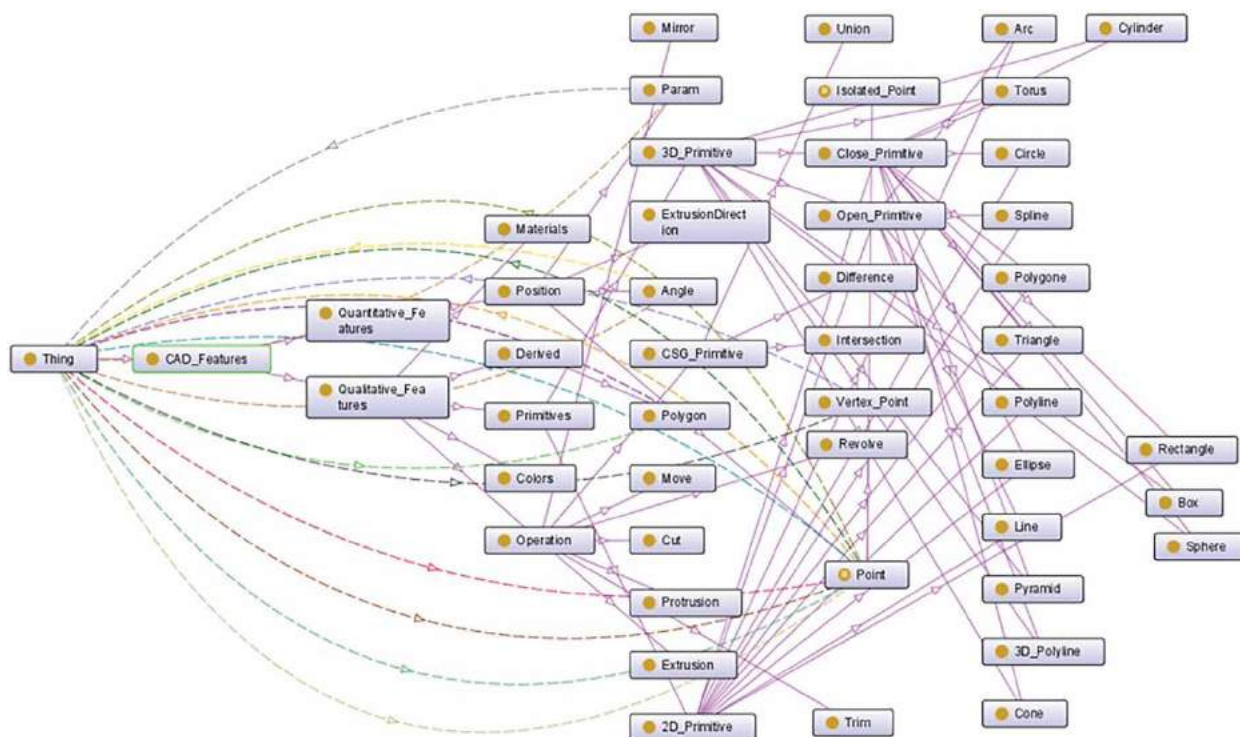 Mirror
Union
Arc
Cylinder
Param
Isolated_Point
Torus
3D_Primitive
Close_Primitive
Circle
Materials
ExtrusionDirect
ion
Open_Primitive
Spline
Position
Angle
Difference
Polygone
Quantitative_Fe
atures
Thing
CAD_Features
Derived
CSG_Primitive
Intersection
Triangle
Qualitative_Fea
tures
Primitives
Polygon
Vertex_Point
Polyline
Revolve
Rectangle
Colors
Move
Ellipse
Box
Operation
Cut
Line
Sphere
Point
Protrusion
Pyramid
Extrusion
3D_Polyline
2D_Primitive
Trim
Cone